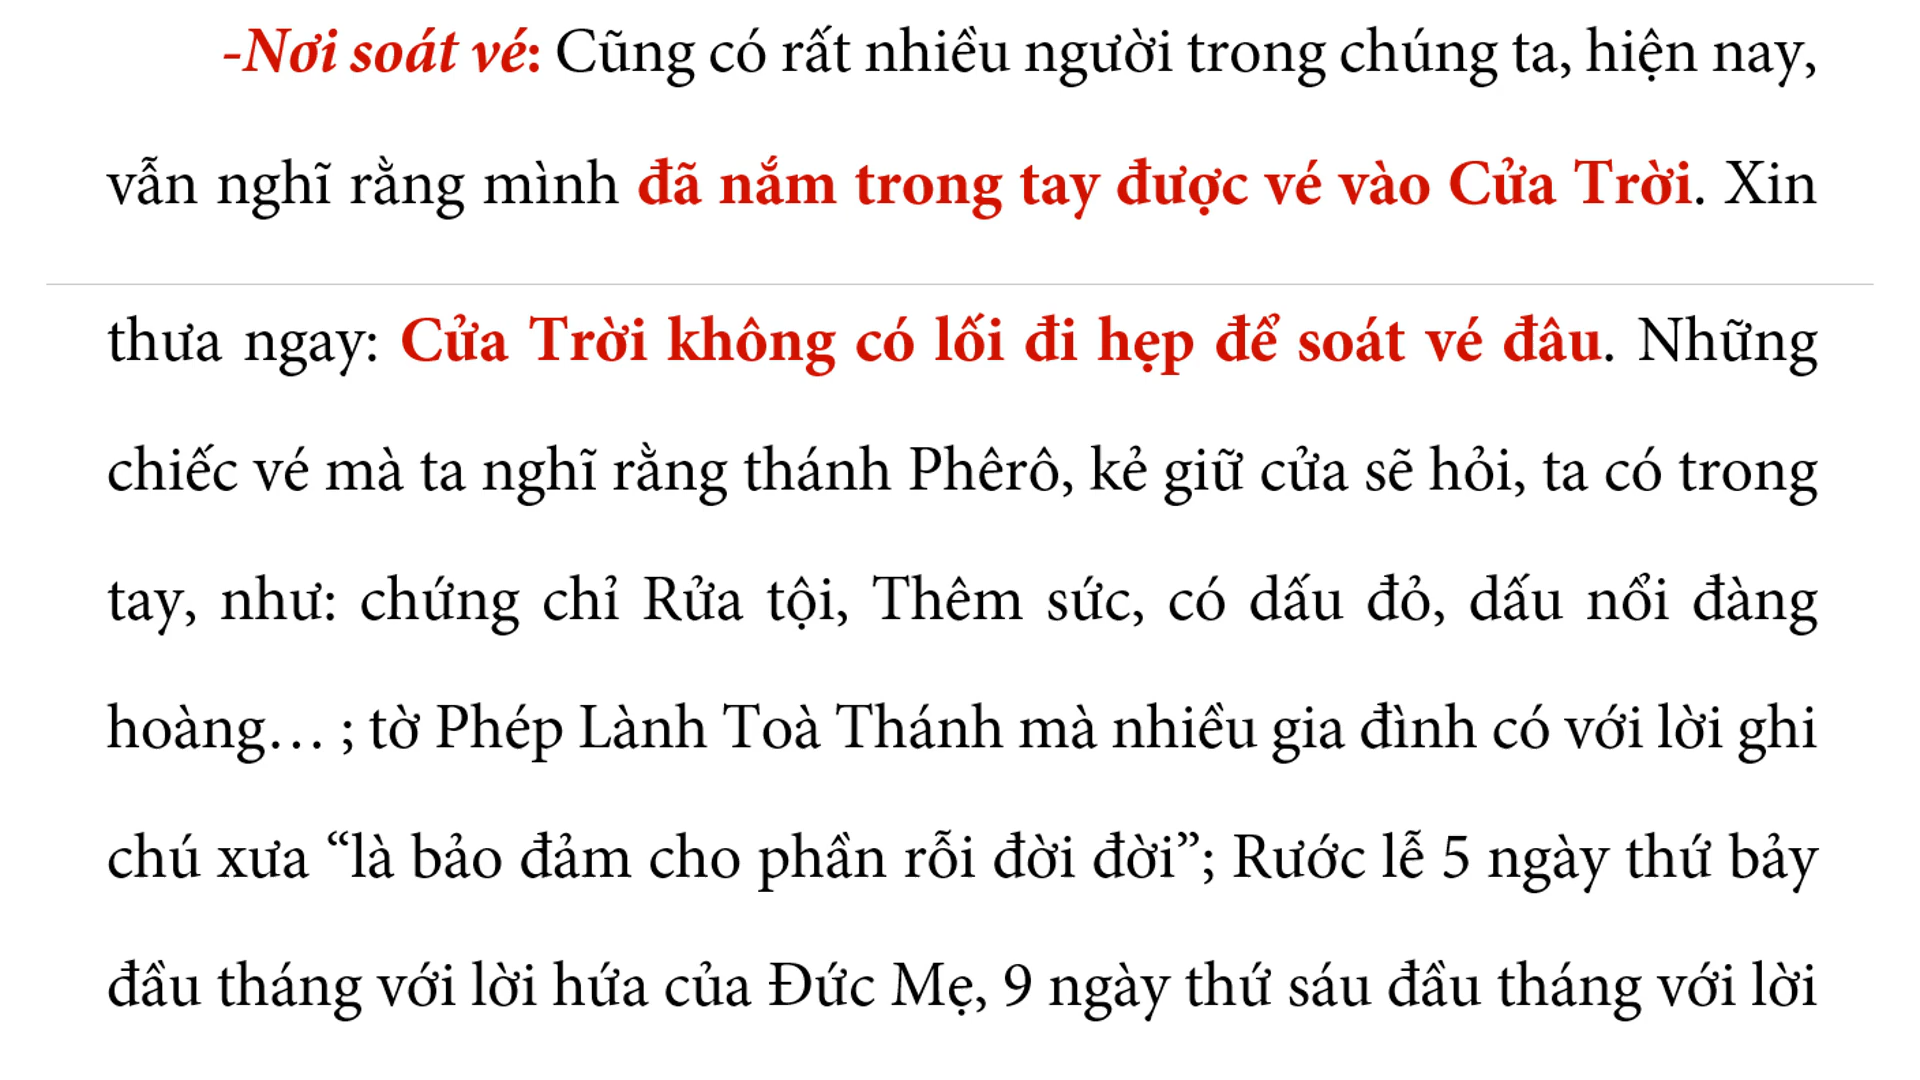 -Nơi soát vé: Cũng có rất nhiều người trong chúng ta, hiện nay,
vẫn nghĩ rằng mình đã nắm trong tay được vé vào Cửa Trời. Xin
thưa ngay: Cửa Trời không có lối đi hẹp để soát vé đâu. Những
chiếc vé mà ta nghĩ rằng thánh Phêrô, kẻ giữ cửa sẽ hỏi, ta có trong
tay, như: chứng chỉ Rửa tội, Thêm sức, có dấu đỏ, dấu nổi đàng
hoàng… ; tờ Phép Lành Toà Thánh mà nhiều gia đình có với lời ghi
chú xưa “là bảo đảm cho phần rỗi đời đời”; Rước lễ 5 ngày thứ bảy
đầu tháng với lời hứa của Đức Mẹ, 9 ngày thứ sáu đầu tháng với lời